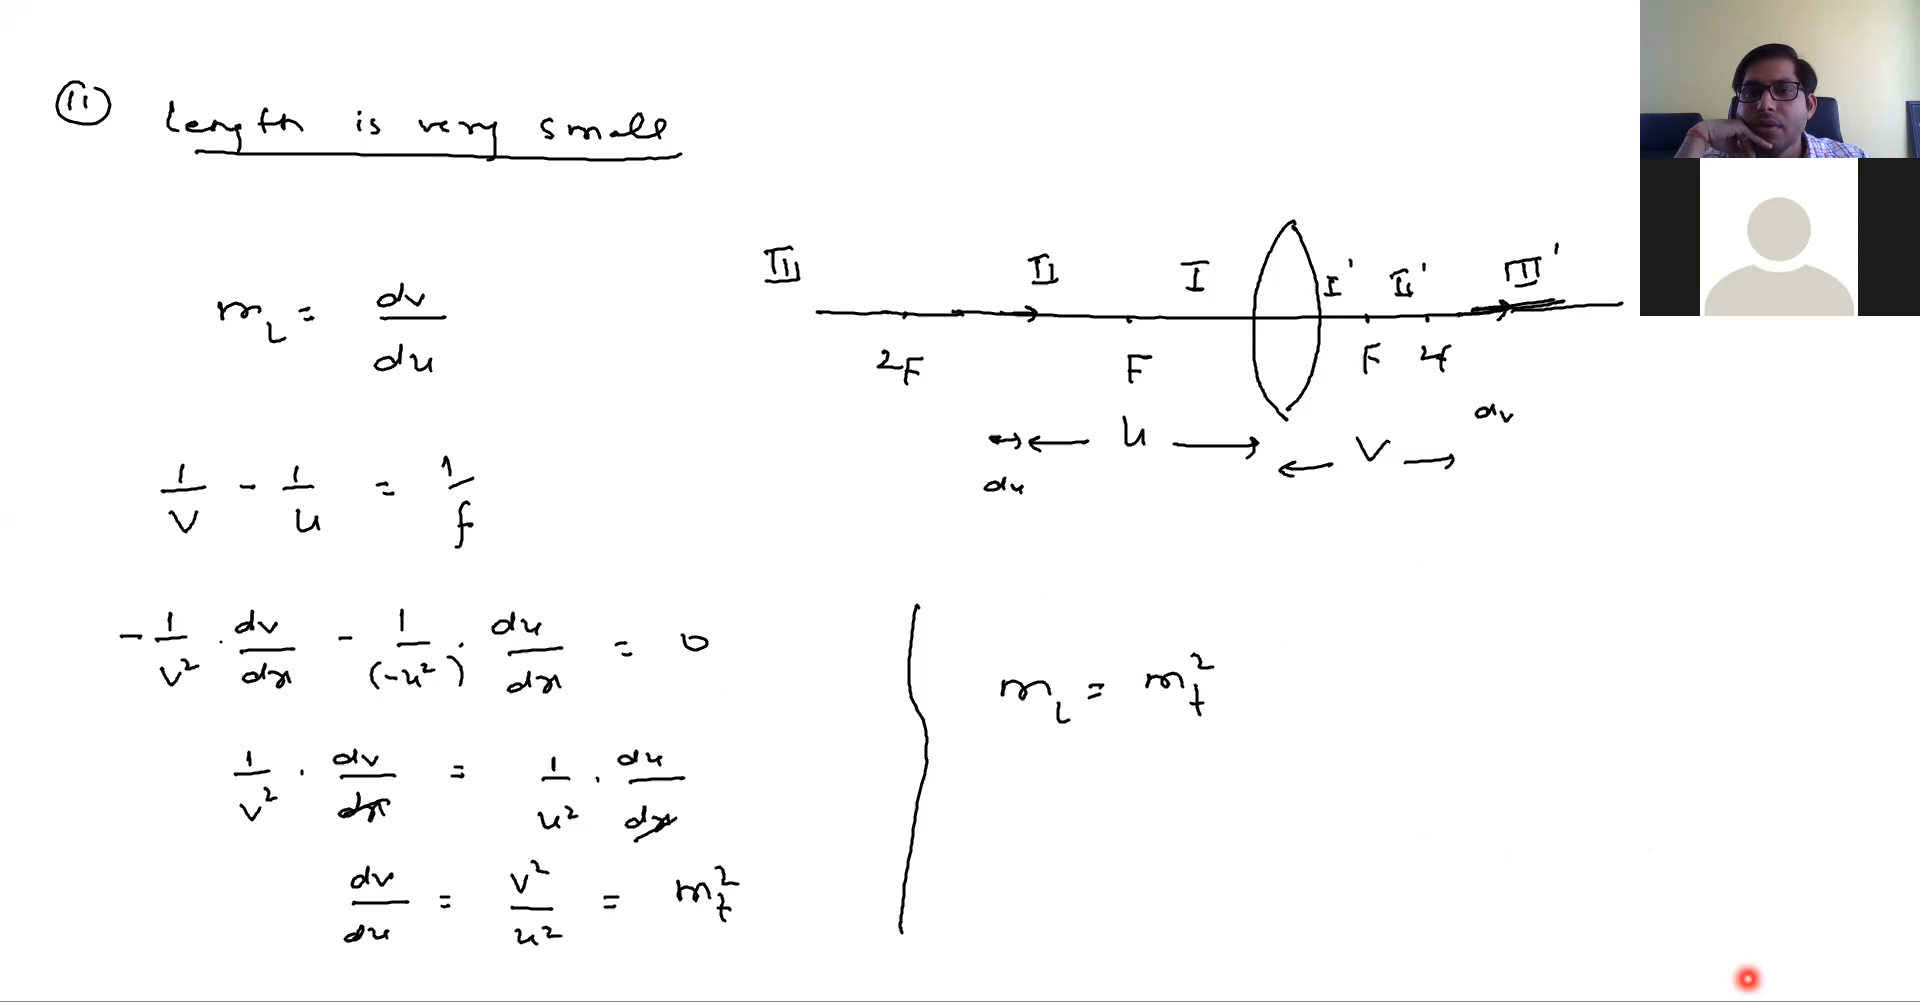 (ii) Length is very small
m_L = dv/du
1/v - 1/u = 1/f
-1/v² · dv/dx - 1/(-u²) · du/dx = 0
1/v² · dv/dx = 1/u² · du/dx
dv/du = v²/u² = m_t²
III II I I' II' III'
2F F F 2f
u v dv
du
m_L = m_t²